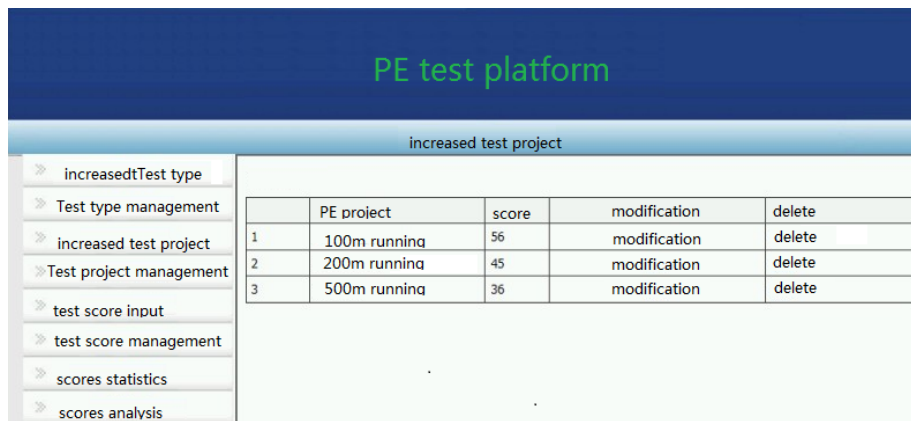 PE test platform
increased test project
increasedtTest type
Test type management
increased test project
Test project management
test score input
test score management
scores statistics
scores analysis
PE project score modification delete
1 100m running 56 modification delete
2 200m running 45 modification delete
3 500m running 36 modification delete